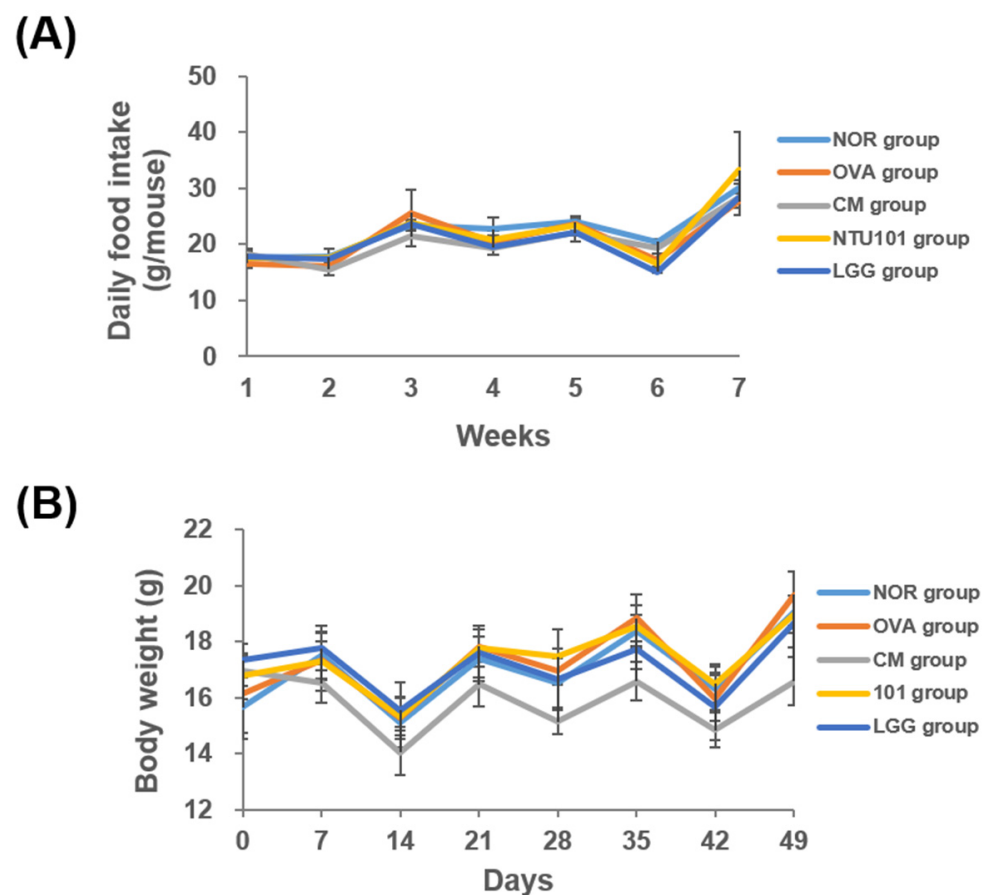 (A)
Daily food intake
(g/mouse)
50
40
30
20
10
0
1 2 3 4 5 6 7
Weeks
NOR group
OVA group
CM group
NTU101 group
LGG group
(B)
Body weight (g)
22
20
18
16
14
12
0 7 14 21 28 35 42 49
Days
NOR group
OVA group
CM group
101 group
LGG group